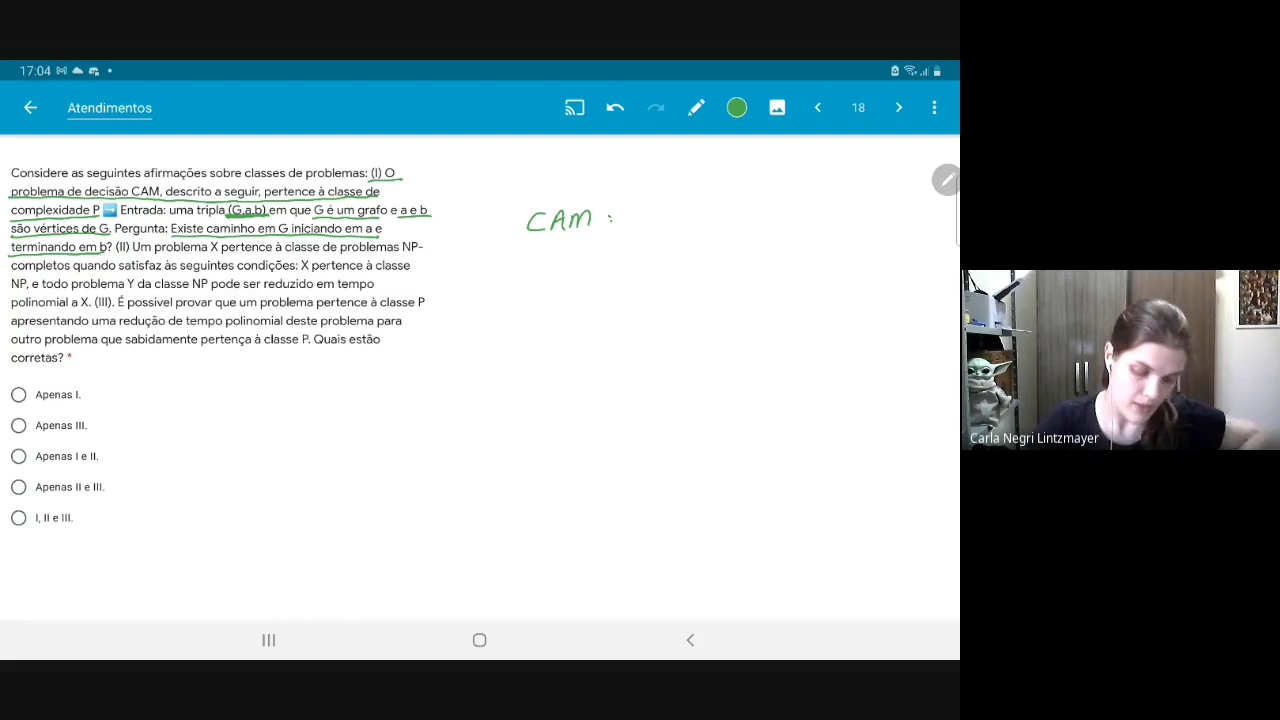 17:04
Atendimentos
18
Considere as seguintes afirmações sobre classes de problemas: (I) O
problema de decisão CAM, descrito a seguir, pertence à classe de
complexidade P ➡ Entrada: uma tripla (G,a,b) em que G é um grafo e a e b
são vértices de G. Pergunta: Existe caminho em G iniciando em a e
terminando em b? (II) Um problema X pertence à classe de problemas NP-
completos quando satisfaz às seguintes condições: X pertence à classe
NP, e todo problema Y da classe NP pode ser reduzido em tempo
polinomial a X. (III). É possivel provar que um problema pertence à classe P
apresentando uma redução de tempo polinomial deste problema para
outro problema que sabidamente pertença à classe P. Quais estão
corretas? *
Apenas I.
Apenas III.
Apenas I e II.
Apenas II e III.
I, II e III.
CAM :
Carla Negri Lintzmayer